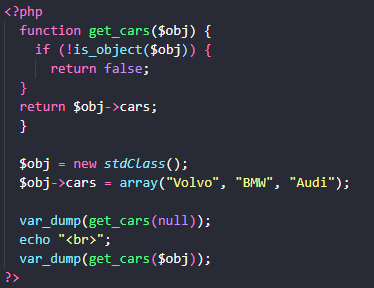 <?php
  function get_cars($obj) {
    if (!is_object($obj)) {
      return false;
  }
  return $obj->cars;
  }

  $obj = new stdClass();
  $obj->cars = array("Volvo", "BMW", "Audi");

  var_dump(get_cars(null));
  echo "<br>";
  var_dump(get_cars($obj));
?>